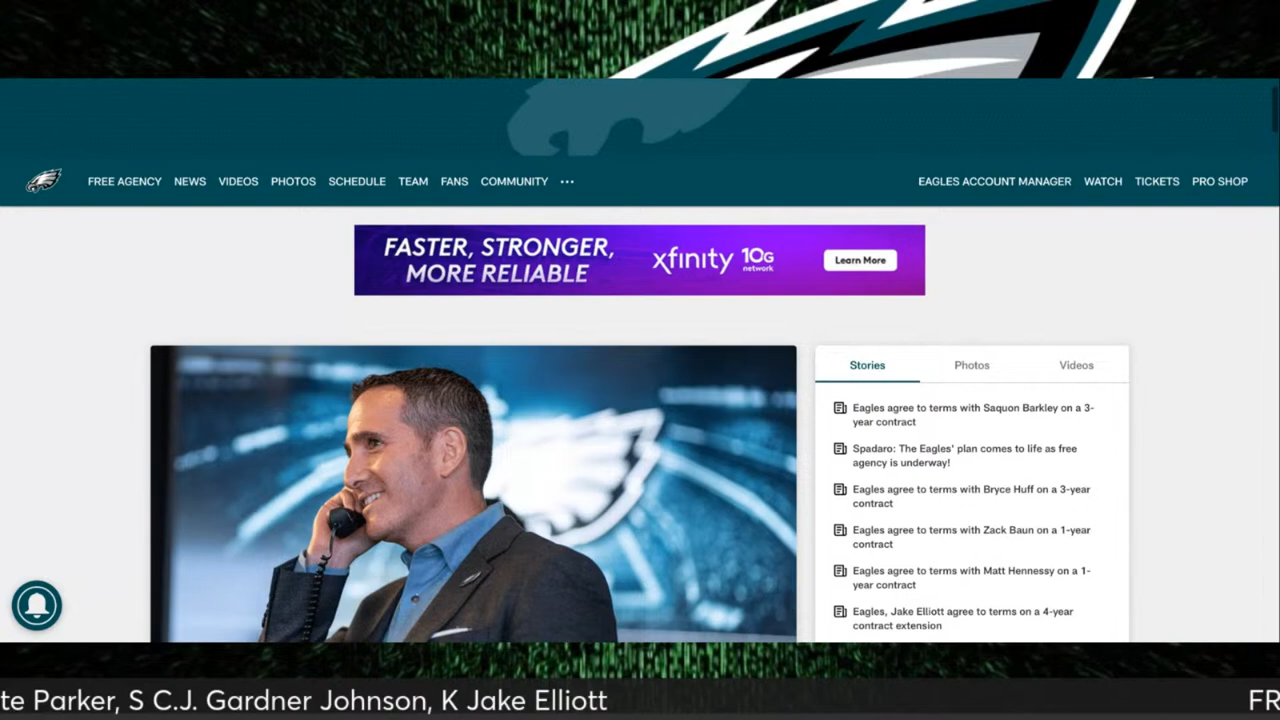 FREE AGENCY NEWS VIDEOS PHOTOS SCHEDULE TEAM FANS COMMUNITY ••• EAGLES ACCOUNT MANAGER WATCH TICKETS PRO SHOP
FASTER, STRONGER,
MORE RELIABLE
xfinity 10G
network
Learn More
Stories Photos Videos
Eagles agree to terms with Saquon Barkley on a 3-
year contract
Spadaro: The Eagles' plan comes to life as free
agency is underway!
Eagles agree to terms with Bryce Huff on a 3-year
contract
Eagles agree to terms with Zack Baun on a 1-year
contract
Eagles agree to terms with Matt Hennessy on a 1-
year contract
Eagles, Jake Elliott agree to terms on a 4-year
contract extension
te Parker, S C.J. Gardner Johnson, K Jake Elliott FR